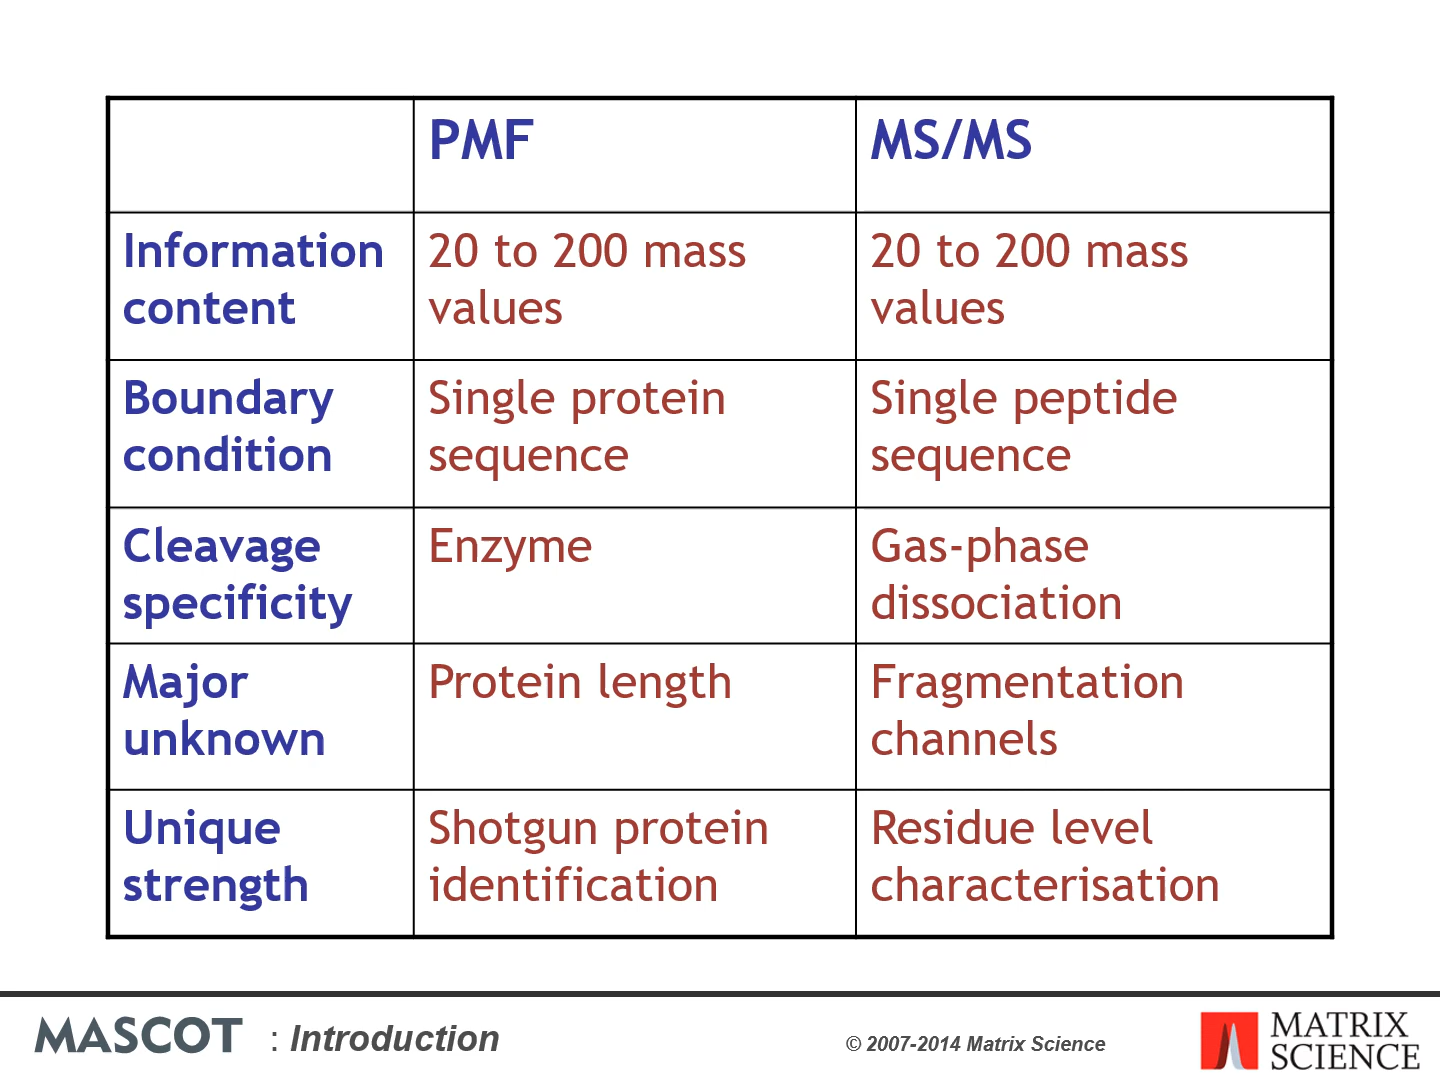 PMF
MS/MS
Information
content
20 to 200 mass
values
20 to 200 mass
values
Boundary
condition
Single protein
sequence
Single peptide
sequence
Cleavage
specificity
Enzyme
Gas-phase
dissociation
Major
unknown
Protein length
Fragmentation
channels
Unique
strength
Shotgun protein
identification
Residue level
characterisation
MASCOT : Introduction
© 2007-2014 Matrix Science
MATRIX
SCIENCE